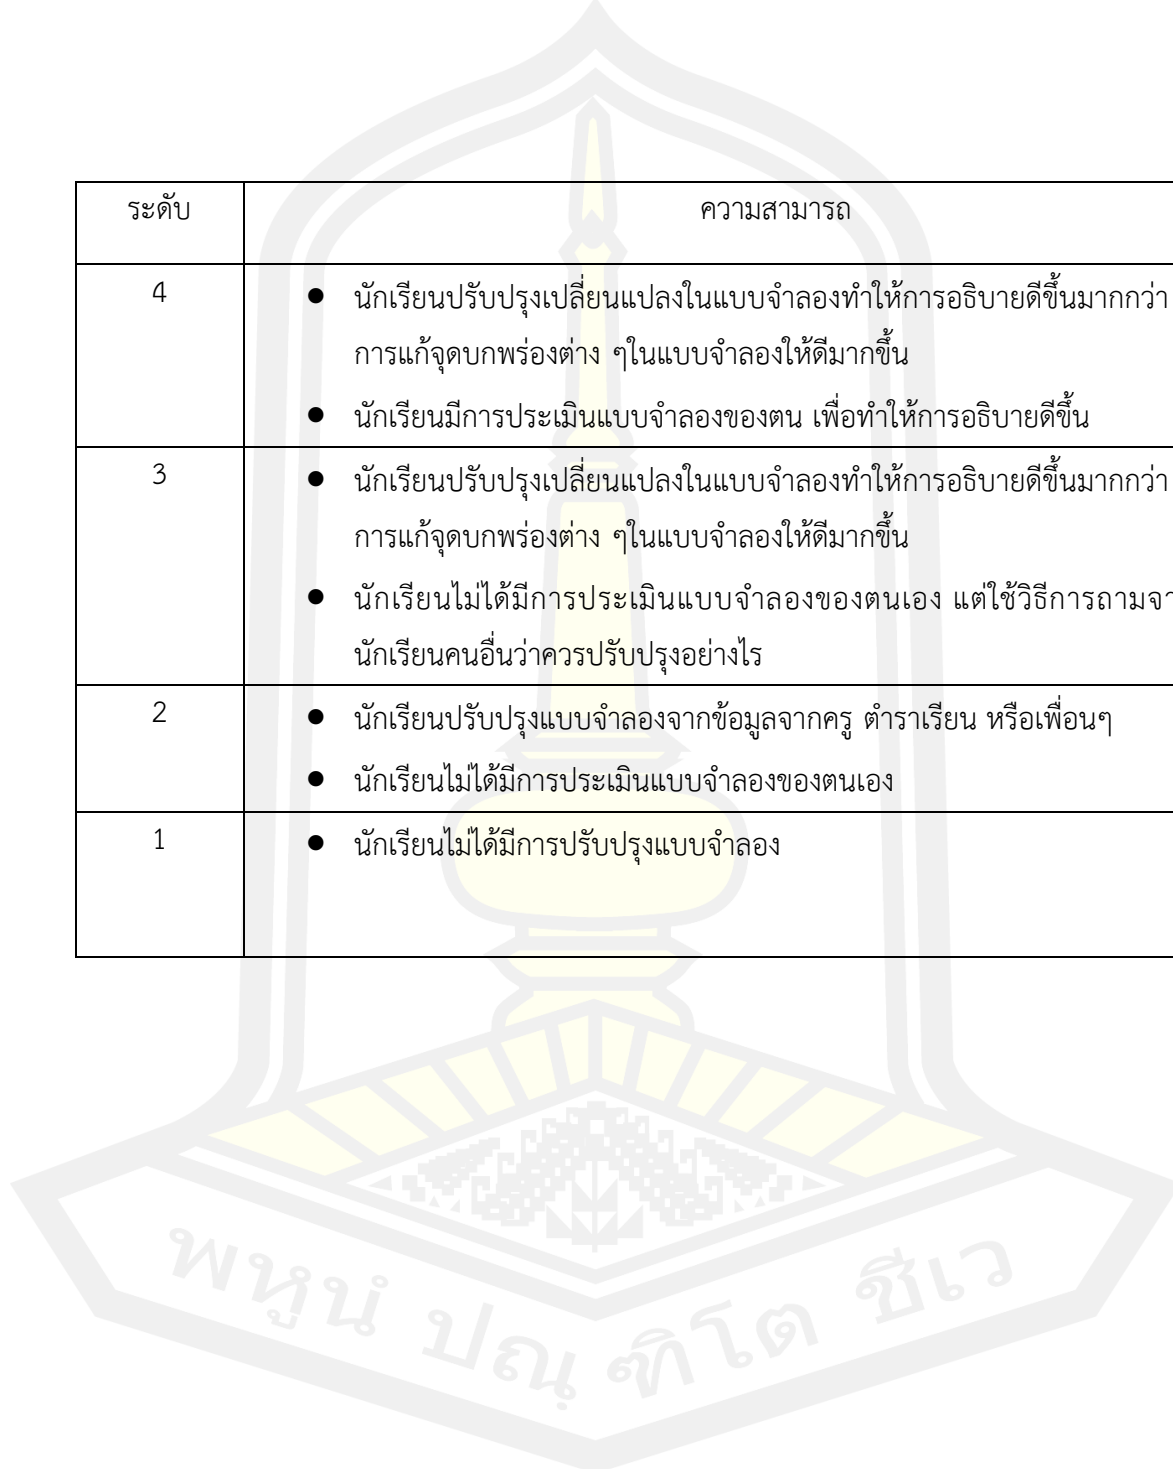 ระดับ
ความสามารถ
4
● นักเรียนปรับปรุงเปลี่ยนแปลงในแบบจำลองทำให้การอธิบายดีขึ้นมากกว่า
การแก้จุดบกพร่องต่าง ๆในแบบจำลองให้ดีมากขึ้น
● นักเรียนมีการประเมินแบบจำลองของตน เพื่อทำให้การอธิบายดีขึ้น
3
● นักเรียนปรับปรุงเปลี่ยนแปลงในแบบจำลองทำให้การอธิบายดีขึ้นมากกว่า
การแก้จุดบกพร่องต่าง ๆในแบบจำลองให้ดีมากขึ้น
● นักเรียนไม่ได้มีการประเมินแบบจำลองของตนเอง แต่ใช้วิธีการถาม
นักเรียนคนอื่นว่าควรปรับปรุงอย่างไร
2
● นักเรียนปรับปรุงแบบจำลองจากข้อมูลจากครู ตำราเรียน หรือเพื่อนๆ
● นักเรียนไม่ได้มีการประเมินแบบจำลองของตนเอง
1
● นักเรียนไม่ได้มีการปรับปรุงแบบจำลอง
พหูนํ ปณฺ ฑิโต ชีเว